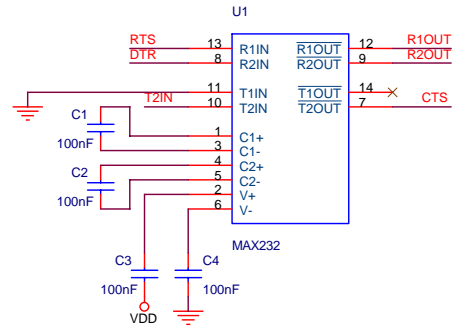 U1
RTS 13 R1IN R1OUT 12 R1OUT
DTR 8 R2IN R2OUT 9 R2OUT
11 T1IN T1OUT 14
T2IN 10 T2IN T2OUT 7 CTS
C1 1 C1+
100nF 3 C1-
C2 4 C2+
5 C2-
100nF 2 V+
6 V-
MAX232
C3 C4
100nF 100nF
VDD